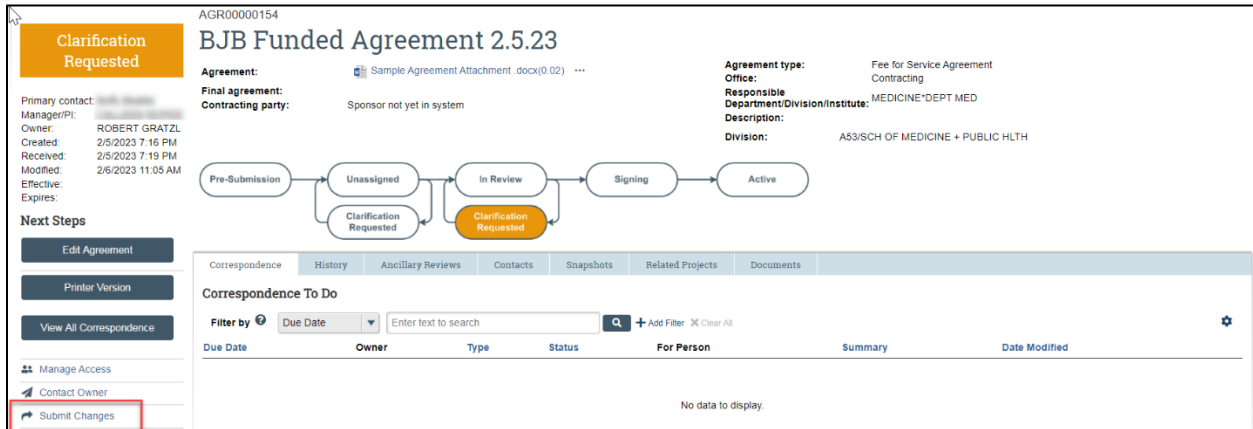 AGR00000154
Clarification
Requested
BJB Funded Agreement 2.5.23
Agreement: Sample Agreement Attachment .docx(0.02) ···
Final agreement:
Contracting party: Sponsor not yet in system
Agreement type: Fee for Service Agreement
Office: Contracting
Responsible
Department/Division/Institute: MEDICINE*DEPT MED
Description:
Division: A53/SCH OF MEDICINE + PUBLIC HLTH
Primary contact:
Manager/PI:
Owner: ROBERT GRATZL
Created: 2/5/2023 7:16 PM
Received: 2/5/2023 7:19 PM
Modified: 2/6/2023 11:05 AM
Effective:
Expires:
Pre-Submission
Unassigned
In Review
Signing
Active
Clarification
Requested
Clarification
Requested
Next Steps
Edit Agreement
Printer Version
View All Correspondence
Manage Access
Contact Owner
Submit Changes
Correspondence History Ancillary Reviews Contacts Snapshots Related Projects Documents
Correspondence To Do
Filter by ? Due Date Enter text to search Add Filter Clear All
Due Date Owner Type Status For Person Summary Date Modified
No data to display.